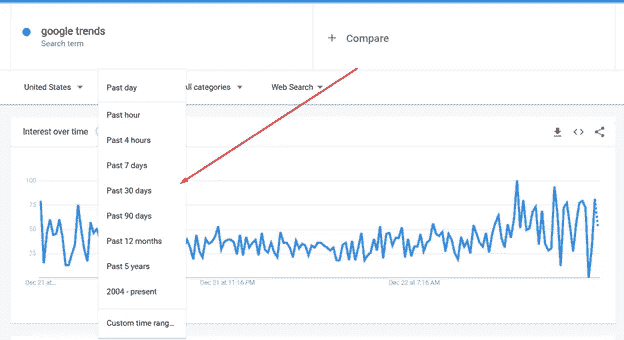 google trends
Search term
+ Compare
United States
Past day
All categories
Web Search
Past hour
Past 4 hours
Past 7 days
Past 30 days
Past 90 days
Past 12 months
Past 5 years
2004 - present
Custom time rang...
Interest over time
100
75
50
25
Dec 21 at...
Dec 21 at 11:16 PM
Dec 22 at 7:16 AM